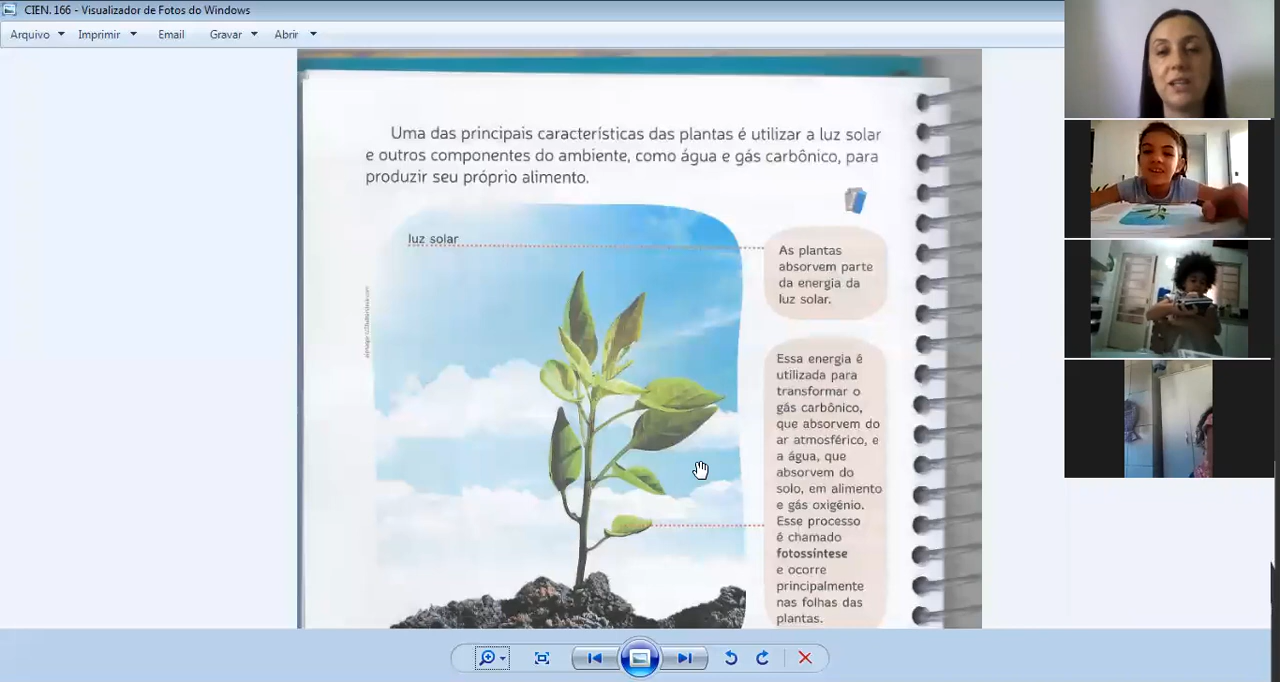 CIEN. 166 - Visualizador de Fotos do Windows
Arquivo Imprimir Email Gravar Abrir
Uma das principais características das plantas é utilizar a luz solar
e outros componentes do ambiente, como água e gás carbônico, para
produzir seu próprio alimento.
luz solar
As plantas
absorvem parte
da energia da
luz solar.
Essa energia é
utilizada para
transformar o
gás carbônico,
que absorvem do
ar atmosférico, e
a água, que
absorvem do
solo, em alimento
e gás oxigênio.
Esse processo
é chamado
fotossíntese
e ocorre
principalmente
nas folhas das
plantas.